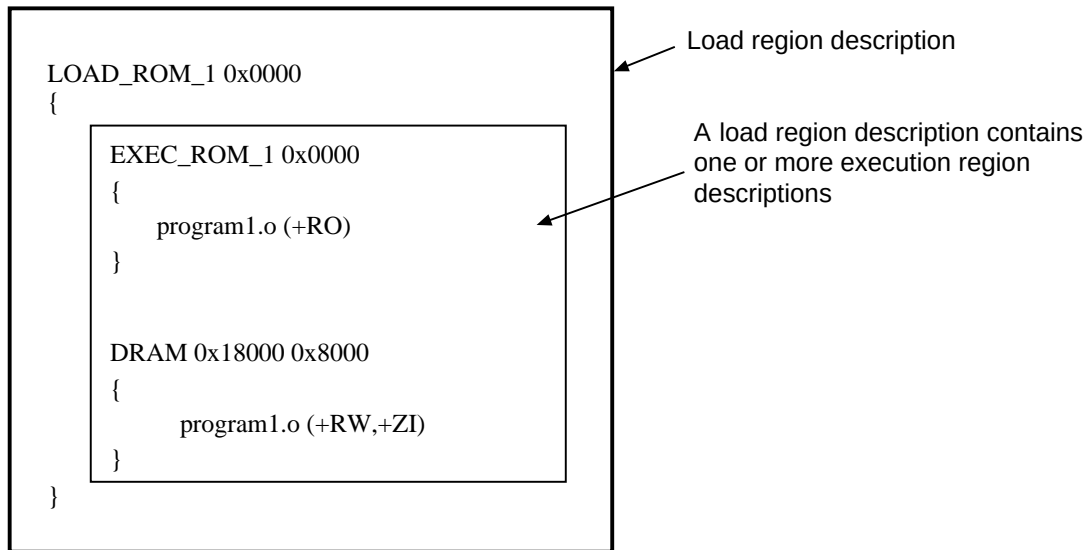 LOAD_ROM_1 0x0000
{
EXEC_ROM_1 0x0000
{
program1.o (+RO)
}
DRAM 0x18000 0x8000
{
program1.o (+RW,+ZI)
}
}
Load region description
A load region description contains
one or more execution region
descriptions